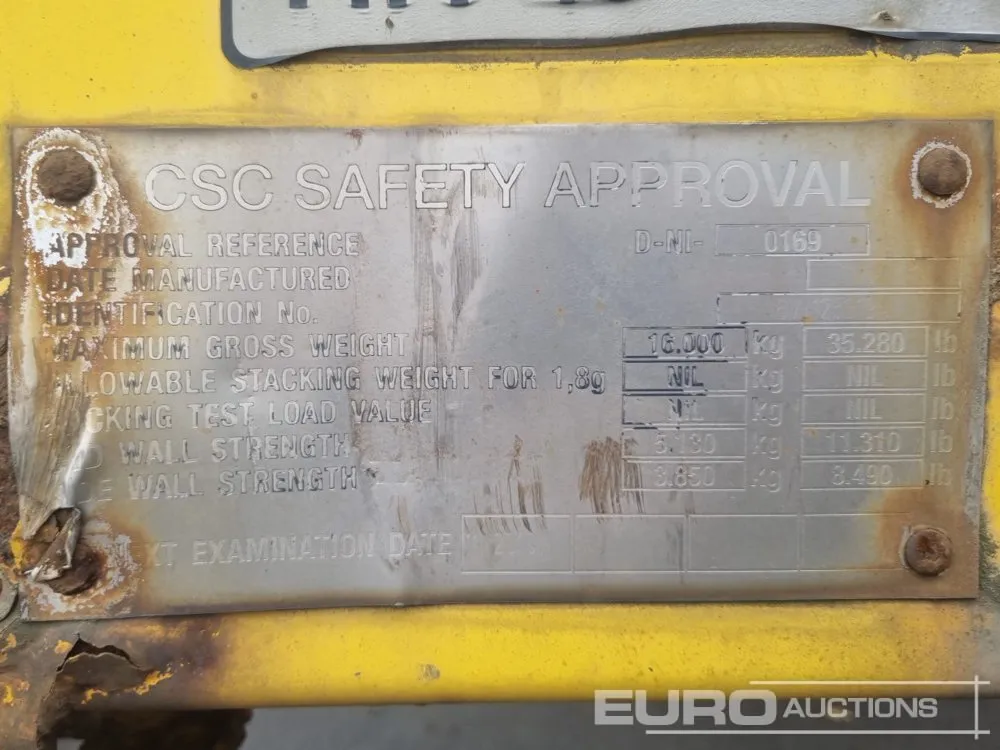 CSC SAFETY APPROVAL
APPROVAL REFERENCE D-NI- 0169
DATE MANUFACTURED
IDENTIFICATION No.
MAXIMUM GROSS WEIGHT 16.000 kg 35.280 lb
ALLOWABLE STACKING WEIGHT FOR 1,8g NIL kg NIL lb
ACKING TEST LOAD VALUE NIL kg NIL lb
D WALL STRENGTH 5.130 kg 11.310 lb
E WALL STRENGTH 3.850 kg 8.490 lb
XT EXAMINATION DATE
EURO AUCTIONS